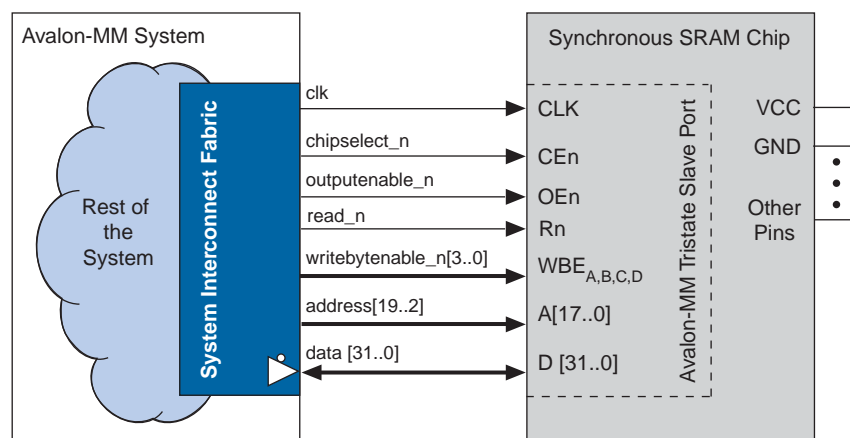 Avalon-MM System
Rest of
the
System
System Interconnect Fabric
clk
chipselect_n
outputenable_n
read_n
writebytenable_n[3..0]
address[19..2]
data [31..0]
Synchronous SRAM Chip
CLK
CEn
OEn
Rn
WBE A,B,C,D
A[17..0]
D [31..0]
Avalon-MM Tristate Slave Port
VCC
GND
Other
Pins